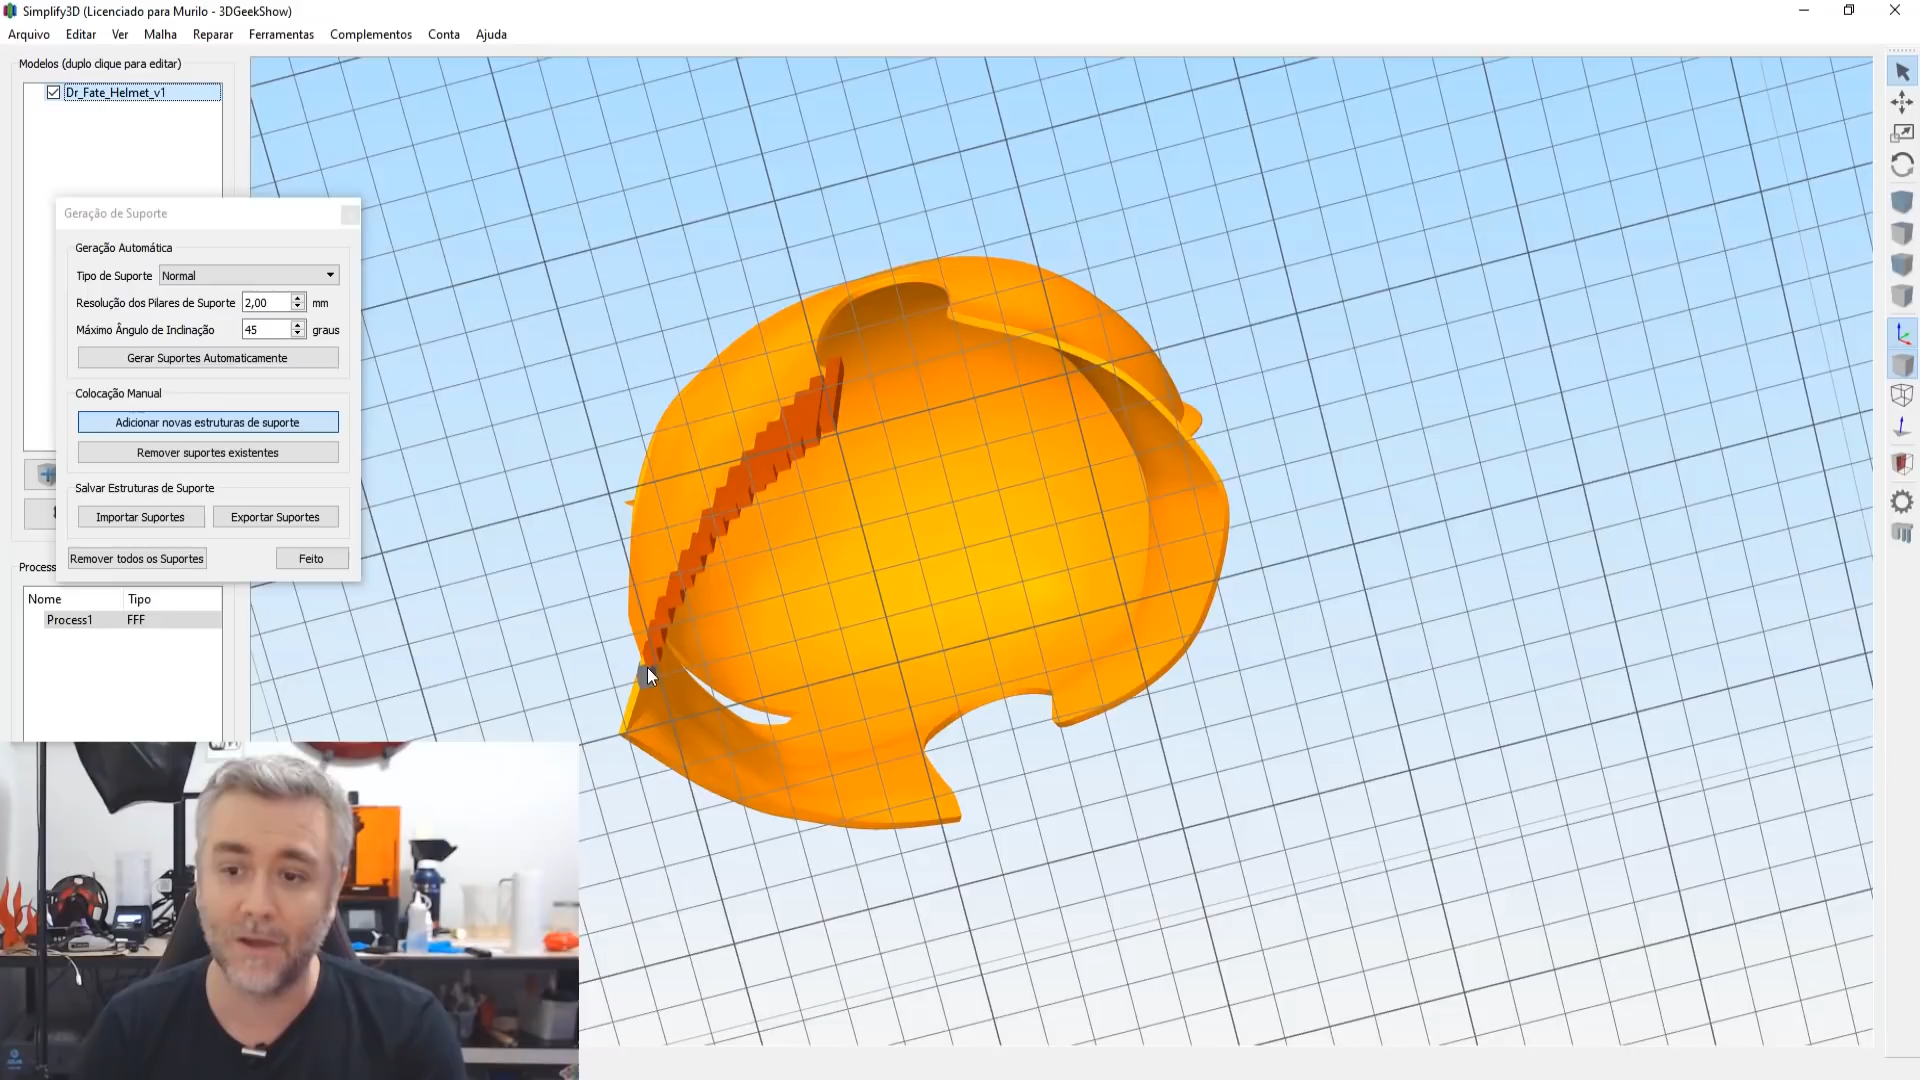 Simplify3D (Licenciado para Murilo - 3DGeekShow)
Arquivo Editar Ver Malha Reparar Ferramentas Complementos Conta Ajuda
Modelos (duplo clique para editar)
Dr_Fate_Helmet_v1
Geração de Suporte
Geração Automática
Tipo de Suporte Normal
Resolução dos Pilares de Suporte 2,00 mm
Máximo Ângulo de Inclinação 45 graus
Gerar Suportes Automaticamente
Colocação Manual
Adicionar novas estruturas de suporte
Remover suportes existentes
Salvar Estruturas de Suporte
Importar Suportes Exportar Suportes
Remover todos os Suportes Feito
Process
Nome Tipo
Process1 FFF